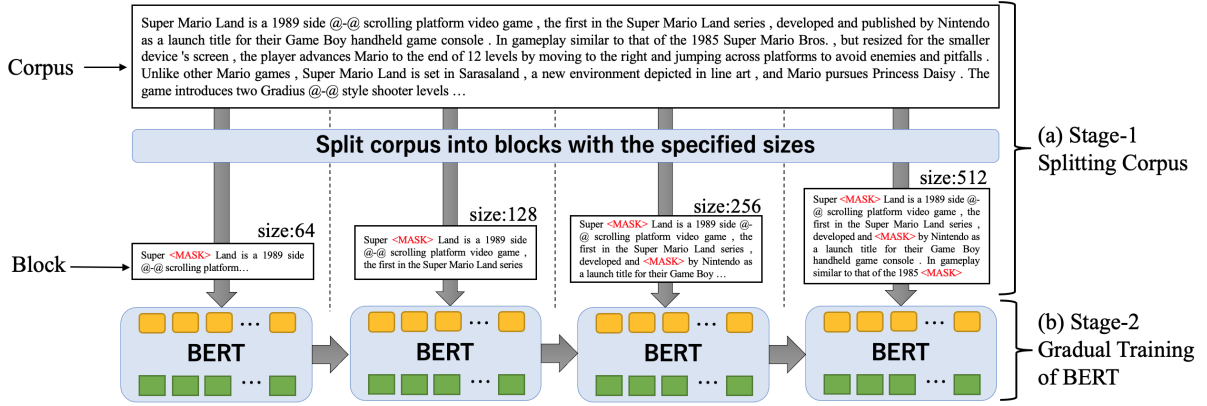 Super Mario Land is a 1989 side @-@ scrolling platform video game , the first in the Super Mario Land series , developed and published by Nintendo
as a launch title for their Game Boy handheld game console . In gameplay similar to that of the 1985 Super Mario Bros. , but resized for the smaller
device 's screen , the player advances Mario to the end of 12 levels by moving to the right and jumping across platforms to avoid enemies and pitfalls .
Unlike other Mario games , Super Mario Land is set in Sarasaland , a new environment depicted in line art , and Mario pursues Princess Daisy . The
game introduces two Gradius @-@ style shooter levels ...
Corpus
Split corpus into blocks with the specified sizes
(a) Stage-1
Splitting Corpus
size:64
size:128
size:256
size:512
Block
Super <MASK> Land is a 1989 side
@-@ scrolling platform...
Super <MASK> Land is a 1989 side
@-@ scrolling platform video game ,
the first in the Super Mario Land series
Super <MASK> Land is a 1989 side @-
@ scrolling platform video game , the
first in the Super Mario Land series ,
developed and <MASK> by Nintendo as
a launch title for their Game Boy ...
Super <MASK> Land is a 1989 side @-
@ scrolling platform video game , the
first in the Super Mario Land series ,
developed and <MASK> by Nintendo as
a launch title for their Game Boy
handheld game console . In gameplay
similar to that of the 1985 <MASK>
...
...
...
...
BERT
BERT
BERT
BERT
...
...
...
...
(b) Stage-2
Gradual Training
of BERT